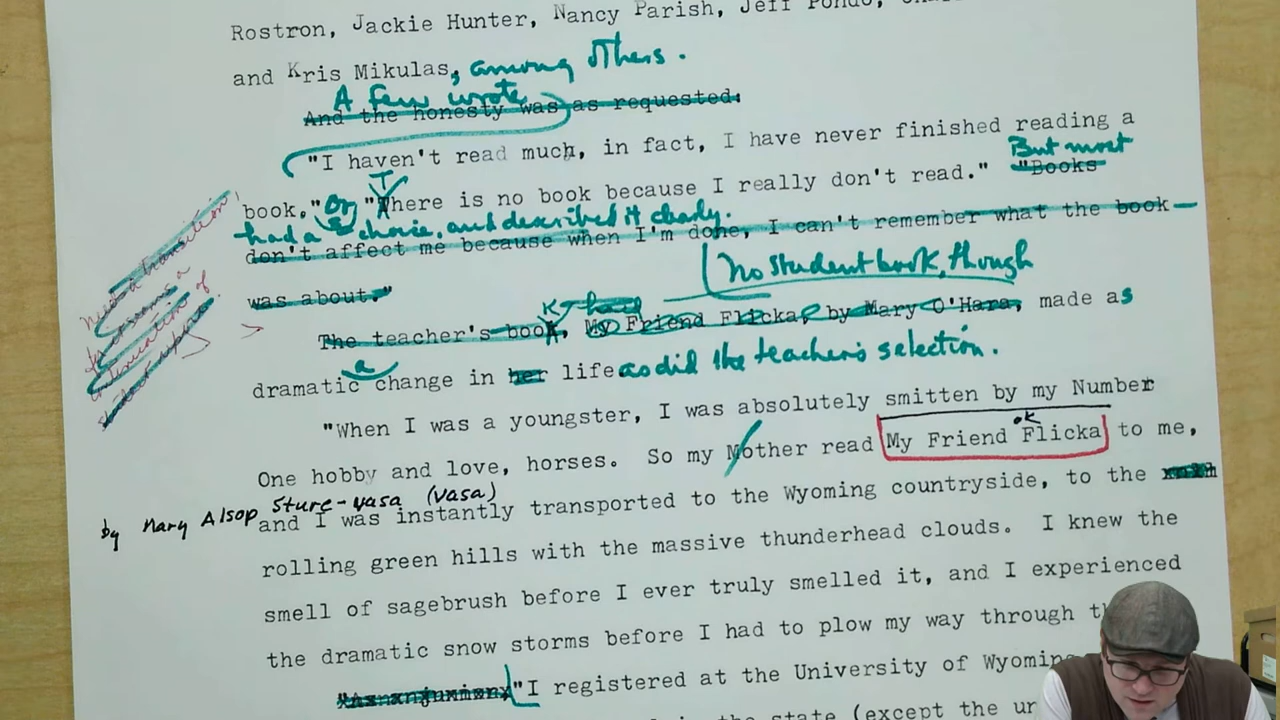 Rostron, Jackie Hunter, Nancy Parish, Jeff
and Kris Mikulas, among others.
A few wrote
And the honesty was as requested:
"I haven't read much, in fact, I have never finished reading a
But most
book." Or "There is no book because I really don't read." "Books
had a choice, and described it clearly.
don't affect me because when I'm done, I can't remember what the book
no student book, though
was about."
The teacher's book, My Friend Flicka, by Mary O'Hara, made as
a
dramatic change in her life as did the teacher's selection.
"When I was a youngster, I was absolutely smitten by my Number
ok
One hobby and love, horses. So my Mother read My Friend Flicka to me,
by Mary Alsop Sture-vasa (vasa)
and I was instantly transported to the Wyoming countryside, to the
rolling green hills with the massive thunderhead clouds. I knew the
smell of sagebrush before I ever truly smelled it, and I experienced
the dramatic snow storms before I had to plow my way through
"I registered at the University of
the state (except the
need a transition